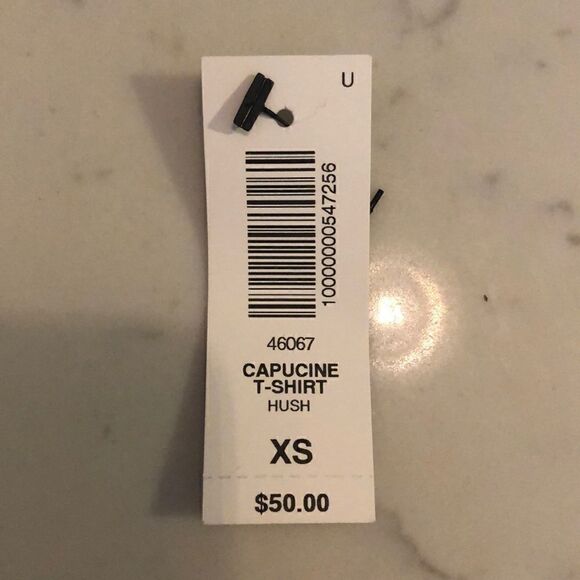 U
10000000547256
46067
CAPUCINE
T-SHIRT
HUSH
XS
$50.00